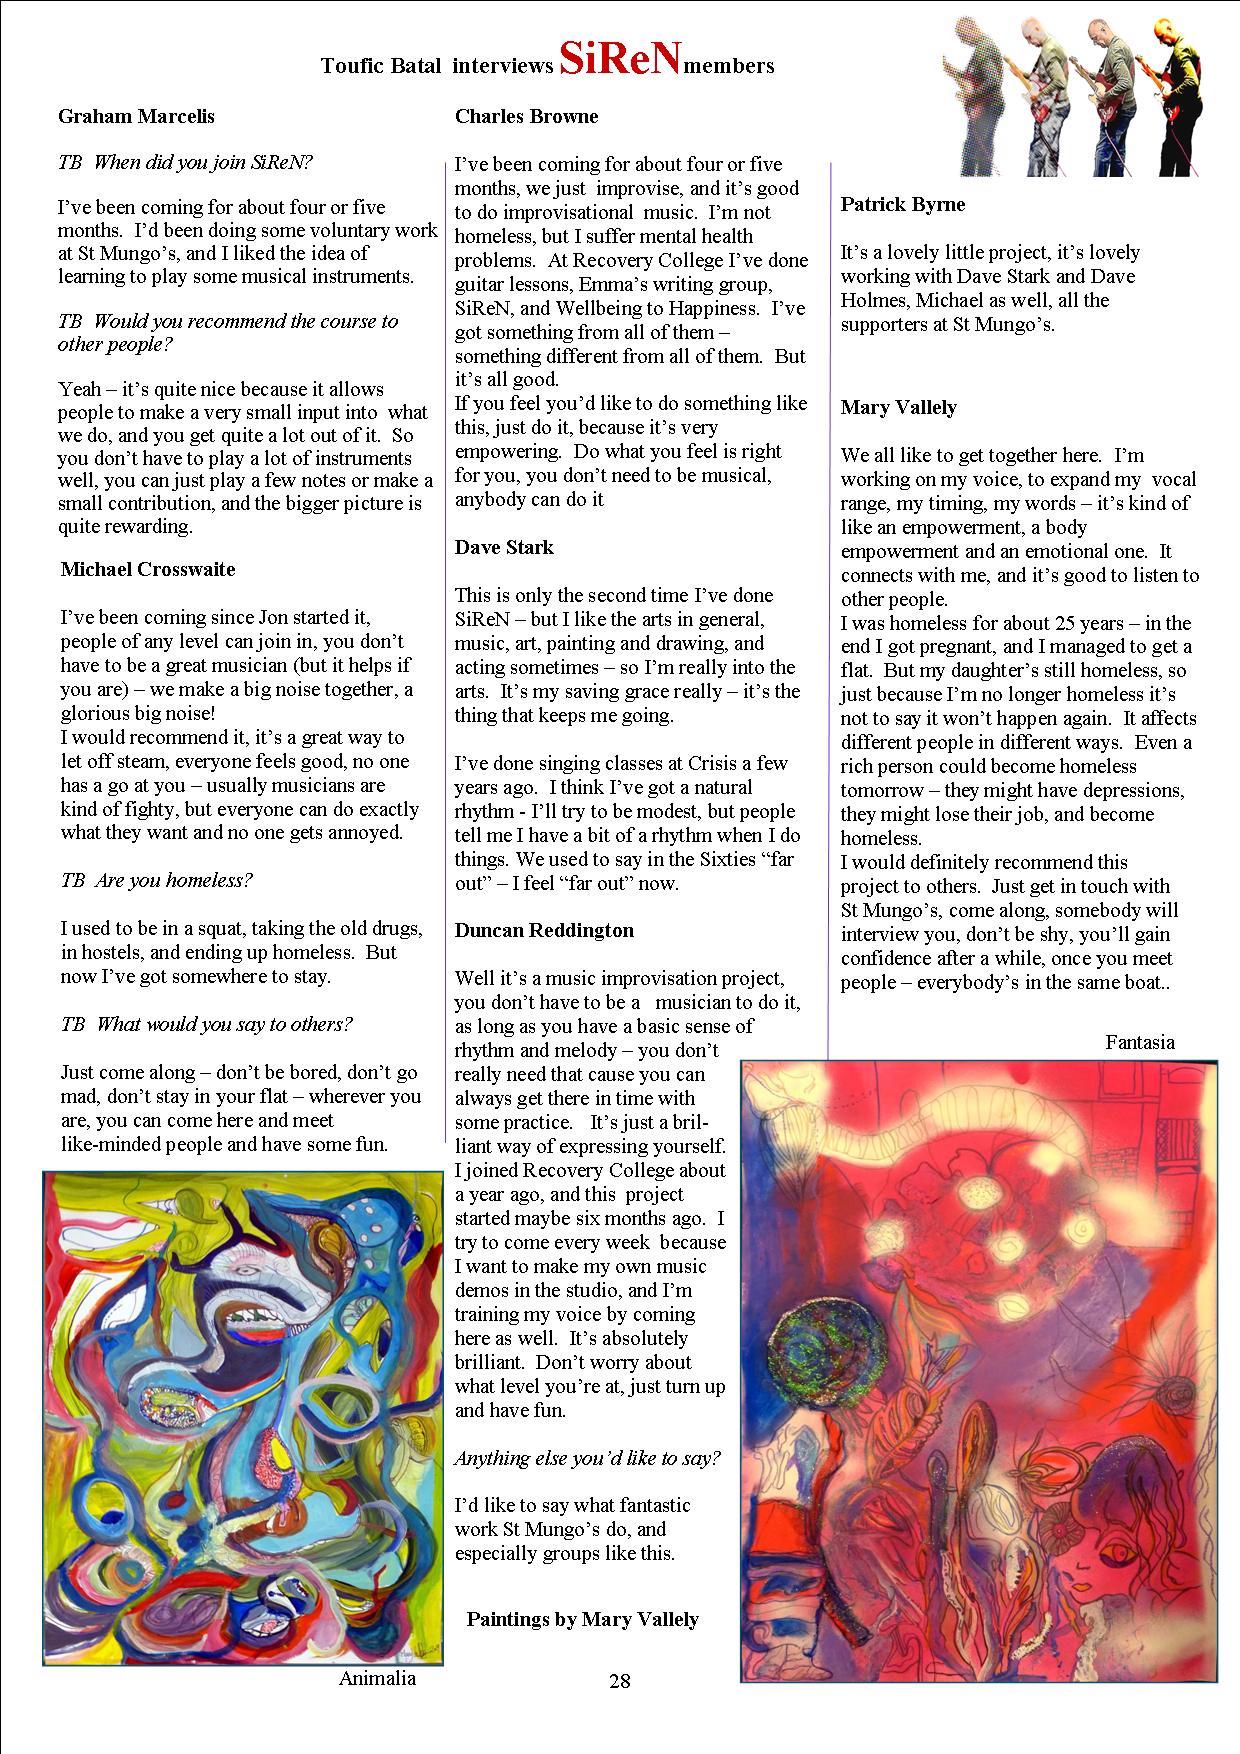 Toufic Batal interviews SiReN members
Graham Marcelis
TB When did you join SiReN?
I’ve been coming for about four or five
months. I’d been doing some voluntary work
at St Mungo’s, and I liked the idea of
learning to play some musical instruments.
TB Would you recommend the course to
other people?
Yeah – it’s quite nice because it allows
people to make a very small input into what
we do, and you get quite a lot out of it. So
you don’t have to play a lot of instruments
well, you can just play a few notes or make a
small contribution, and the bigger picture is
quite rewarding.
Michael Crosswaite
I’ve been coming since Jon started it,
people of any level can join in, you don’t
have to be a great musician (but it helps if
you are) – we make a big noise together, a
glorious big noise!
I would recommend it, it’s a great way to
let off steam, everyone feels good, no one
has a go at you – usually musicians are
kind of fighty, but everyone can do exactly
what they want and no one gets annoyed.
TB Are you homeless?
I used to be in a squat, taking the old drugs,
in hostels, and ending up homeless. But
now I’ve got somewhere to stay.
TB What would you say to others?
Just come along – don’t be bored, don’t go
mad, don’t stay in your flat – wherever you
are, you can come here and meet
like-minded people and have some fun.
Animalia
Charles Browne
I’ve been coming for about four or five
months, we just improvise, and it’s good
to do improvisational music. I’m not
homeless, but I suffer mental health
problems. At Recovery College I’ve done
guitar lessons, Emma’s writing group,
SiReN, and Wellbeing to Happiness. I’ve
got something from all of them –
something different from all of them. But
it’s all good.
If you feel you’d like to do something like
this, just do it, because it’s very
empowering. Do what you feel is right
for you, you don’t need to be musical,
anybody can do it
Dave Stark
This is only the second time I’ve done
SiReN – but I like the arts in general,
music, art, painting and drawing, and
acting sometimes – so I’m really into the
arts. It’s my saving grace really – it’s the
thing that keeps me going.
I’ve done singing classes at Crisis a few
years ago. I think I’ve got a natural
rhythm - I’ll try to be modest, but people
tell me I have a bit of a rhythm when I do
things. We used to say in the Sixties “far
out” – I feel “far out” now.
Duncan Reddington
Well it’s a music improvisation project,
you don’t have to be a musician to do it,
as long as you have a basic sense of
rhythm and melody – you don’t
really need that cause you can
always get there in time with
some practice. It’s just a bril-
liant way of expressing yourself.
I joined Recovery College about
a year ago, and this project
started maybe six months ago. I
try to come every week because
I want to make my own music
demos in the studio, and I’m
training my voice by coming
here as well. It’s absolutely
brilliant. Don’t worry about
what level you’re at, just turn up
and have fun.
Anything else you’d like to say?
I’d like to say what fantastic
work St Mungo’s do, and
especially groups like this.
Paintings by Mary Vallely
Patrick Byrne
It’s a lovely little project, it’s lovely
working with Dave Stark and Dave
Holmes, Michael as well, all the
supporters at St Mungo’s.
Mary Vallely
We all like to get together here. I’m
working on my voice, to expand my vocal
range, my timing, my words – it’s kind of
like an empowerment, a body
empowerment and an emotional one. It
connects with me, and it’s good to listen to
other people.
I was homeless for about 25 years – in the
end I got pregnant, and I managed to get a
flat. But my daughter’s still homeless, so
just because I’m no longer homeless it’s
not to say it won’t happen again. It affects
different people in different ways. Even a
rich person could become homeless
tomorrow – they might have depressions,
they might lose their job, and become
homeless.
I would definitely recommend this
project to others. Just get in touch with
St Mungo’s, come along, somebody will
interview you, don’t be shy, you’ll gain
confidence after a while, once you meet
people – everybody’s in the same boat..
Fantasia
28